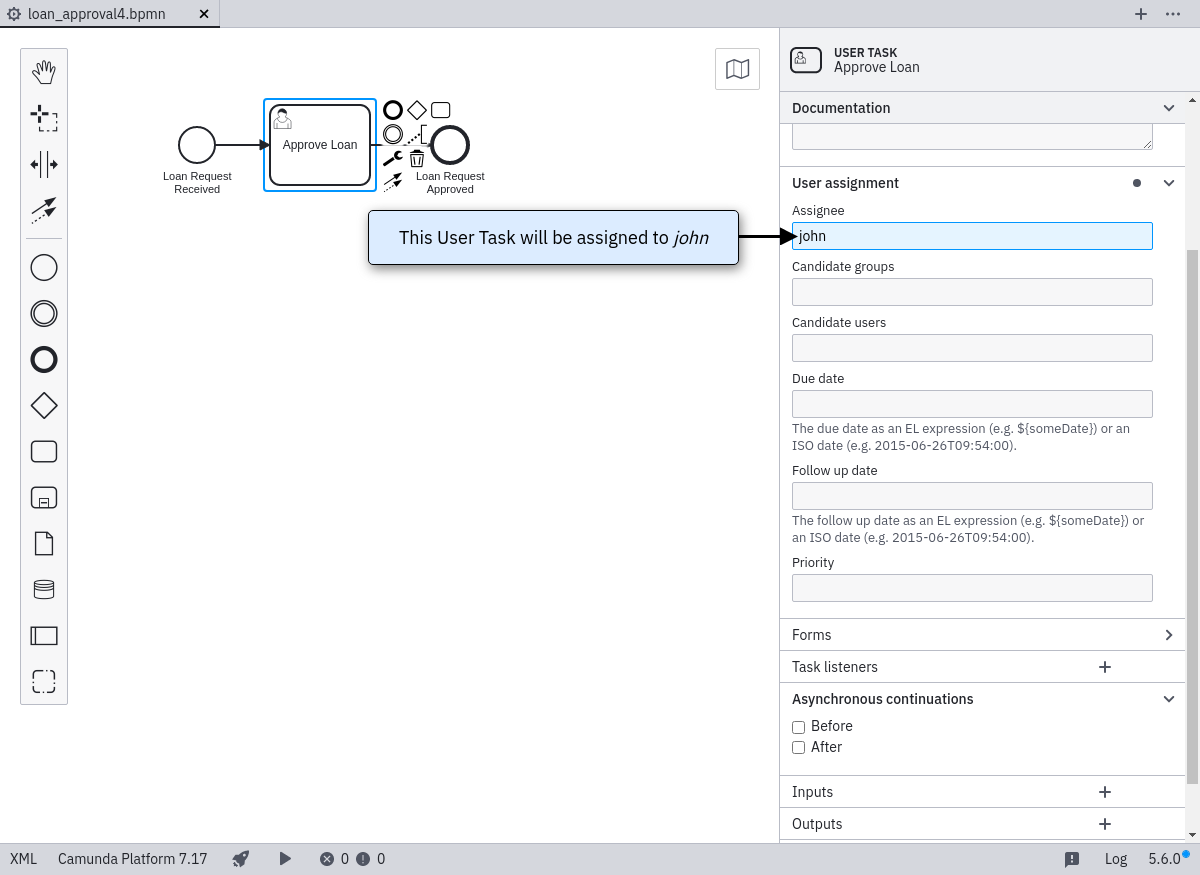 loan_approval4.bpmn
USER TASK
Approve Loan
Documentation
Approve Loan
Loan Request
Received
Loan Request
Approved
User assignment
Assignee
This User Task will be assigned to john
john
Candidate groups
Candidate users
Due date
The due date as an EL expression (e.g. ${someDate}) or an
ISO date (e.g. 2015-06-26T09:54:00).
Follow up date
The follow up date as an EL expression (e.g. ${someDate}) or
an ISO date (e.g. 2015-06-26T09:54:00).
Priority
Forms
Task listeners
Asynchronous continuations
Before
After
Inputs
Outputs
XML Camunda Platform 7.17 0 0 Log 5.6.0